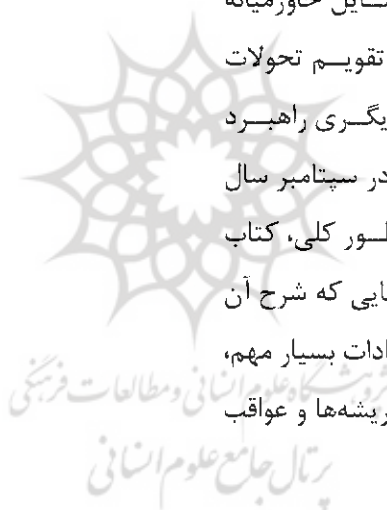 خاورمیانه
تقویم تحولات
یگری راهبرد
در سپتامبر سال
کلی، کتاب
شرح آن
بسیار مهم،
پژوهشگاه علوم انسانی و مطالعات فرهنگی
ریشه‌ها و عواقب
پرتال جامع علوم انسانی